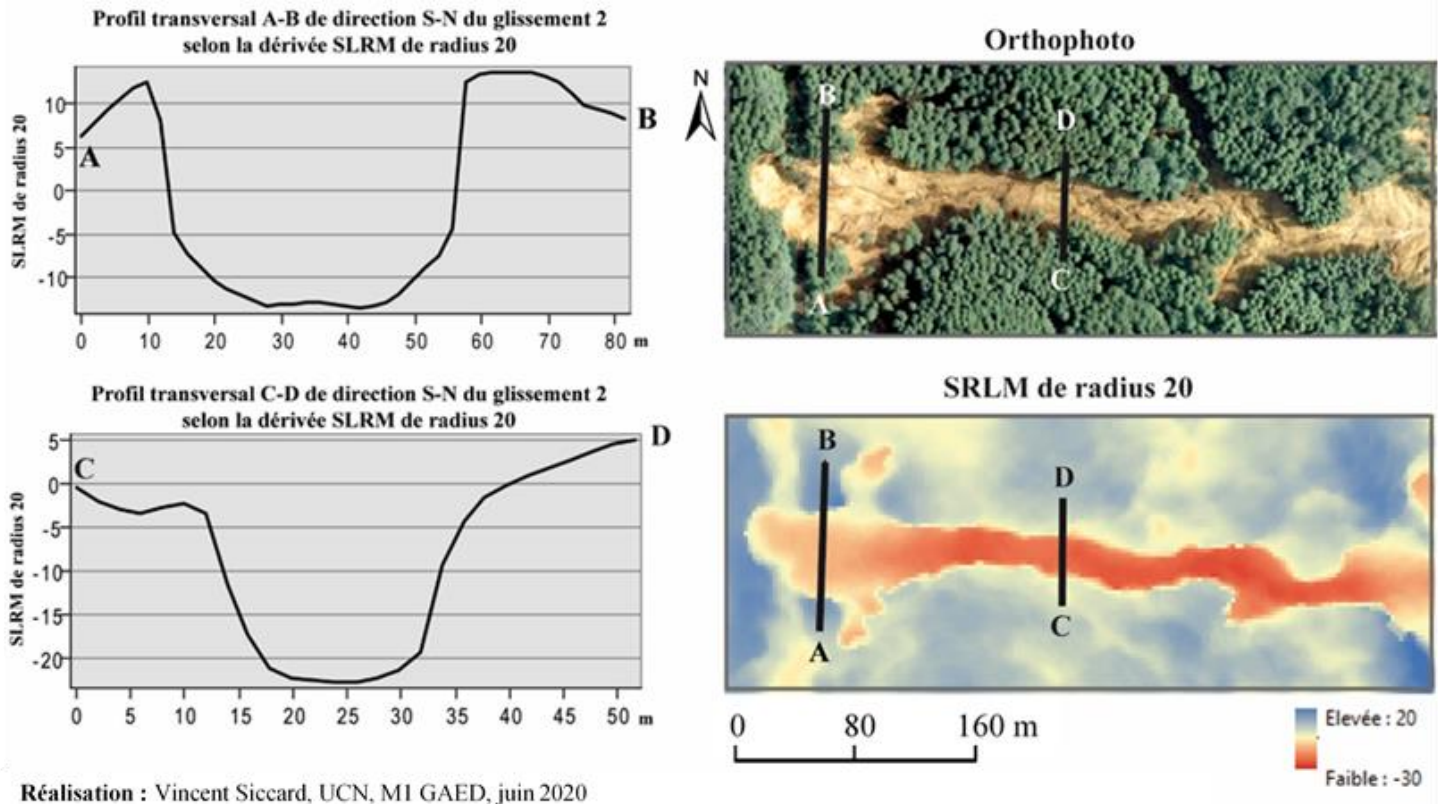 Profil transversal A-B de direction S-N du glissement 2
selon la dérivée SLRM de radius 20
SLRM de radius 20
10
5
0
-5
-10
A
B
0 10 20 30 40 50 60 70 80 m
Orthophoto
N
B
D
A
C
Profil transversal C-D de direction S-N du glissement 2
selon la dérivée SLRM de radius 20
SLRM de radius 20
5
0
-5
-10
-15
-20
C
D
0 5 10 15 20 25 30 35 40 45 50 m
SRLM de radius 20
B
D
A
C
0 80 160 m
Elevée : 20
Faible : -30
Réalisation : Vincent Siccard, UCN, M1 GAED, juin 2020